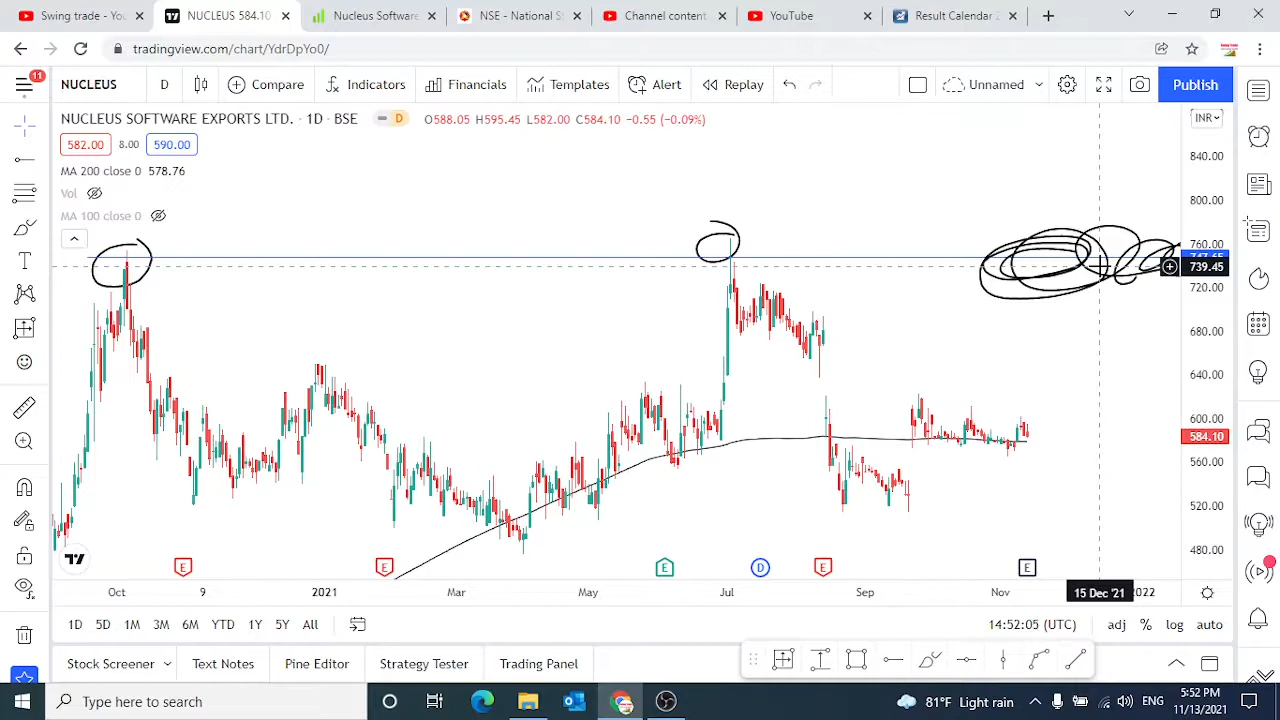 Swing trade - Yo
NUCLEUS 584.10
Nucleus Software
NSE - National S
Channel content
YouTube
Result Calendar 2
tradingview.com/chart/YdrDpYo0/
11
NUCLEUS D Compare Indicators Financials Templates Alert Replay Unnamed Publish
NUCLEUS SOFTWARE EXPORTS LTD. · 1D · BSE D O588.05 H595.45 L582.00 C584.10 −0.55 (−0.09%)
INR
582.00 8.00 590.00
MA 200 close 0 578.76
Vol
MA 100 close 0
840.00
800.00
760.00
739.45
720.00
680.00
640.00
600.00
584.10
560.00
520.00
480.00
E E E D E E
Oct 9 2021 Mar May Jul Sep Nov 15 Dec '21 2022
1D 5D 1M 3M 6M YTD 1Y 5Y All 14:52:05 (UTC) adj % log auto
Stock Screener Text Notes Pine Editor Strategy Tester Trading Panel
Type here to search
81°F Light rain
ENG
5:52 PM
11/13/2021